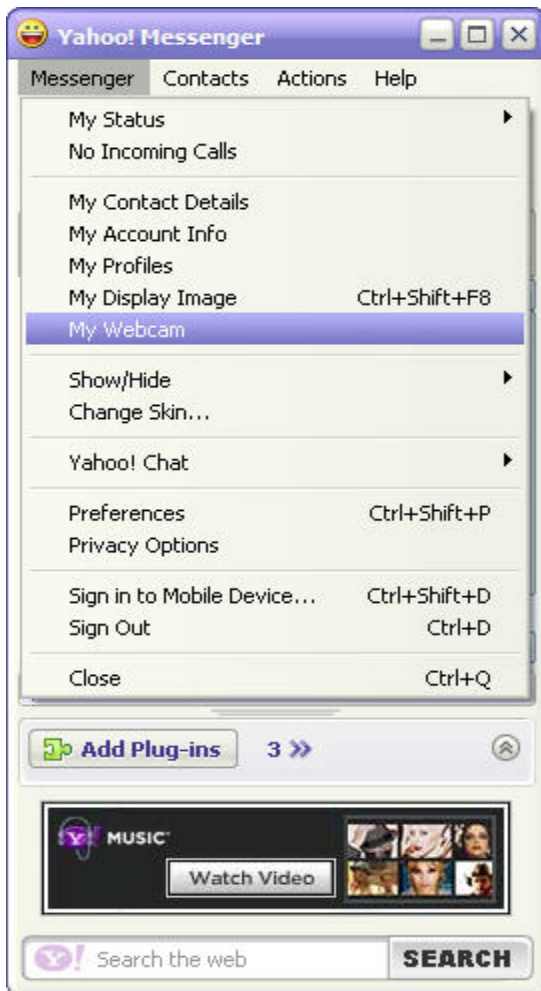 Yahoo! Messenger
Messenger Contacts Actions Help
My Status
No Incoming Calls
My Contact Details
My Account Info
My Profiles
My Display Image Ctrl+Shift+F8
My Webcam
Show/Hide
Change Skin...
Yahoo! Chat
Preferences Ctrl+Shift+P
Privacy Options
Sign in to Mobile Device... Ctrl+Shift+D
Sign Out Ctrl+D
Close Ctrl+Q
Add Plug-ins 3 »
Y! MUSIC
Watch Video
Y! Search the web SEARCH